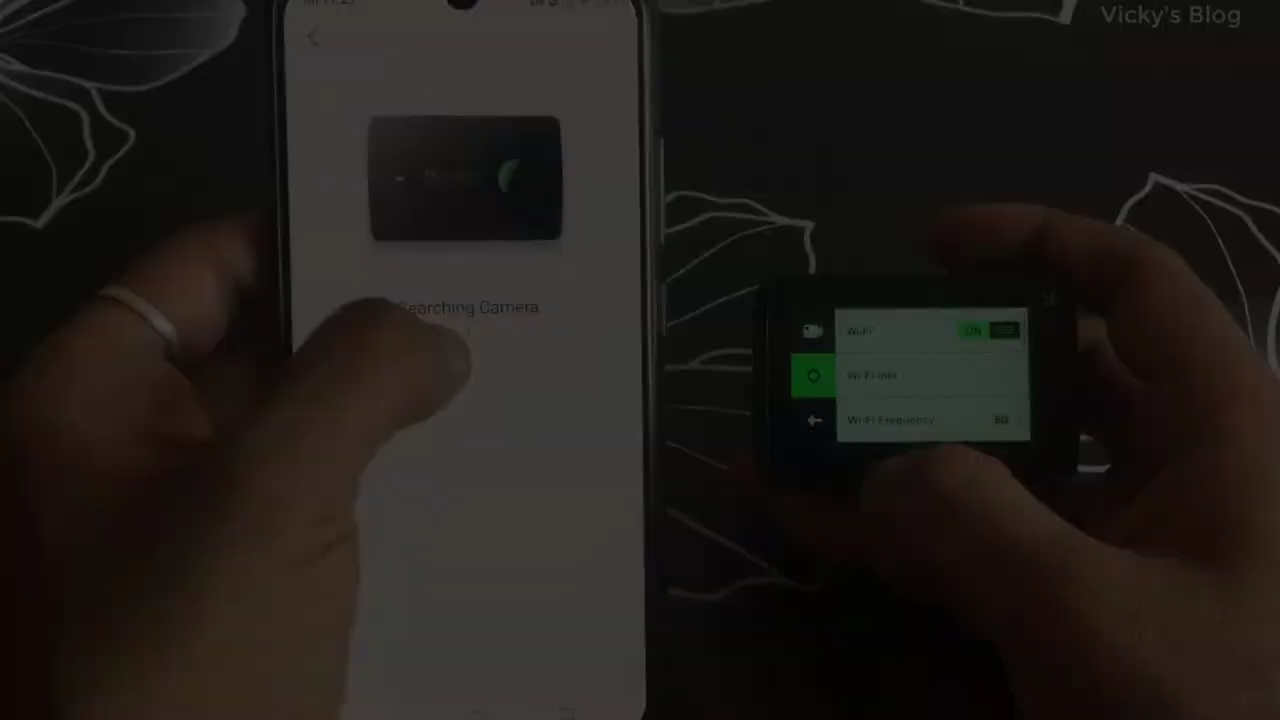 Vicky's Blog
Searching Camera
Wi-Fi
ON
Wi-Fi Info
Wi-Fi Frequency
5G